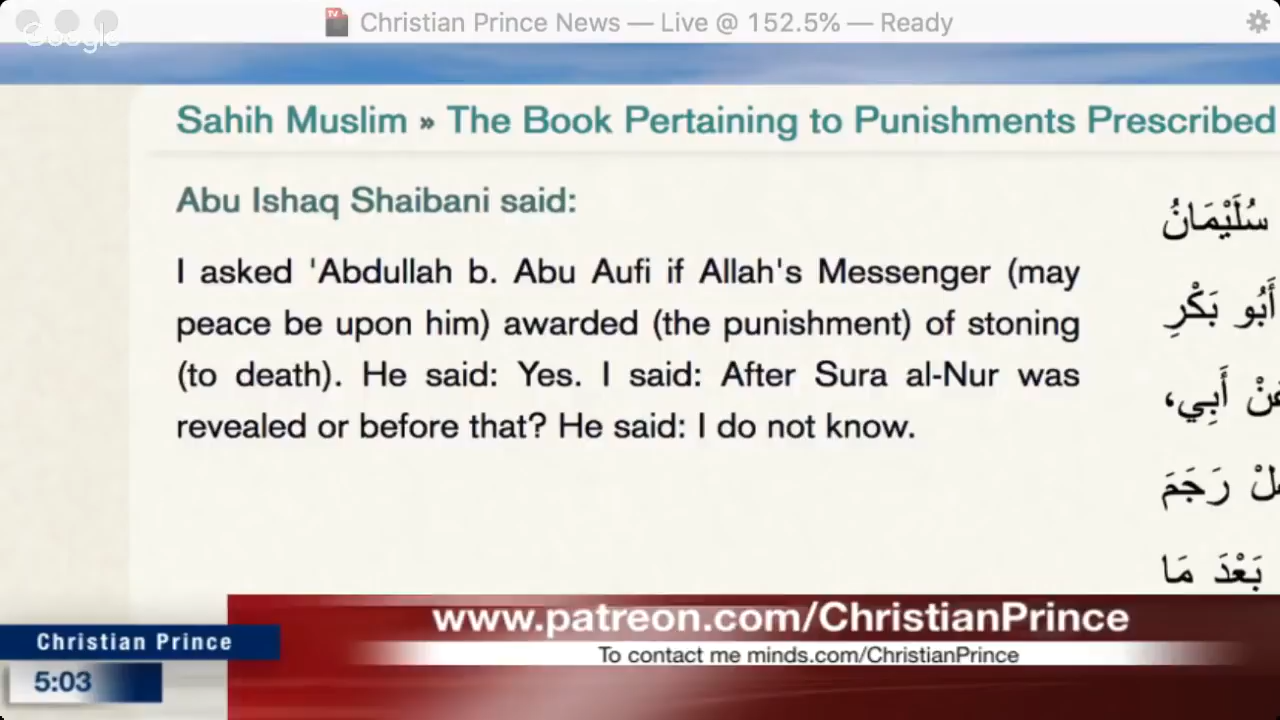 Christian Prince News — Live @ 152.5% — Ready
Google
Sahih Muslim » The Book Pertaining to Punishments Prescribed
Abu Ishaq Shaibani said:
I asked 'Abdullah b. Abu Aufi if Allah's Messenger (may
peace be upon him) awarded (the punishment) of stoning
(to death). He said: Yes. I said: After Sura al-Nur was
revealed or before that? He said: I do not know.
سُلَيْمَانُ
أَبُو بَكْرِ
أَبِي،
رَجَمَ
بَعْدَ مَا
www.patreon.com/ChristianPrince
To contact me minds.com/ChristianPrince
Christian Prince
5:03